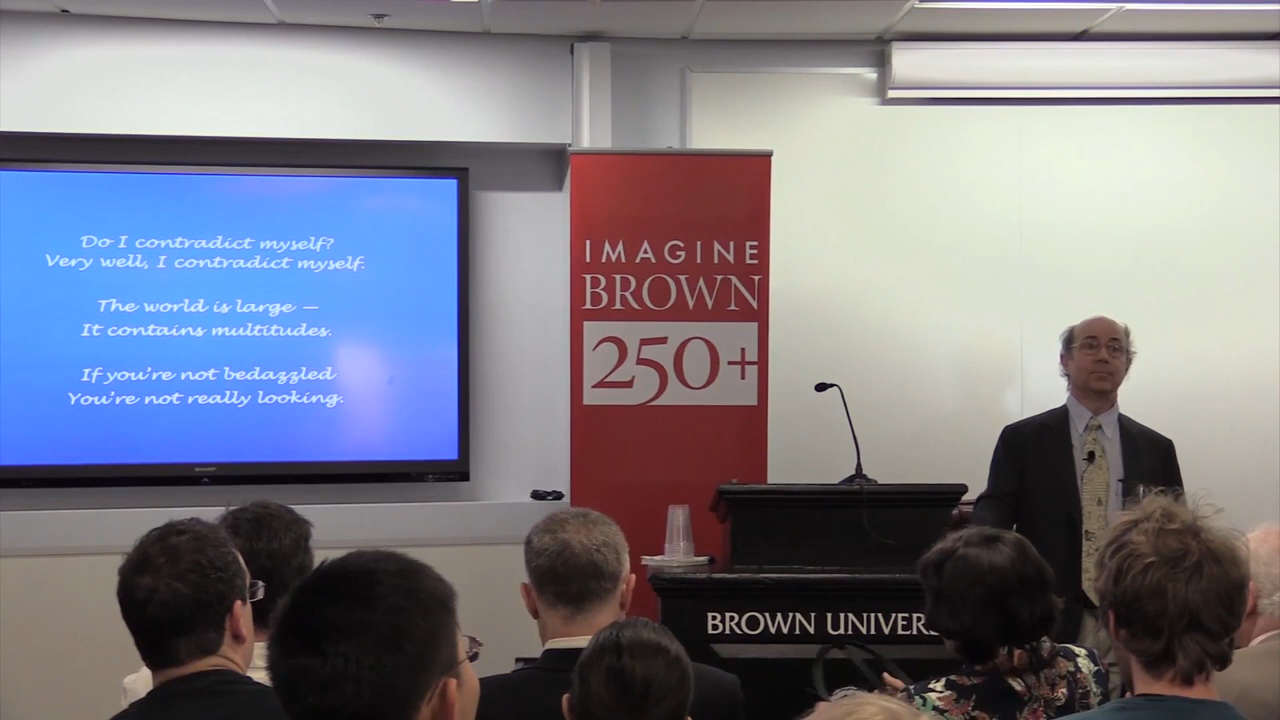 Do I contradict myself?
Very well, I contradict myself.
The world is large —
It contains multitudes.
If you're not bedazzled
You're not really looking.
SHARP
IMAGINE
BROWN
250+
BROWN UNIVERS